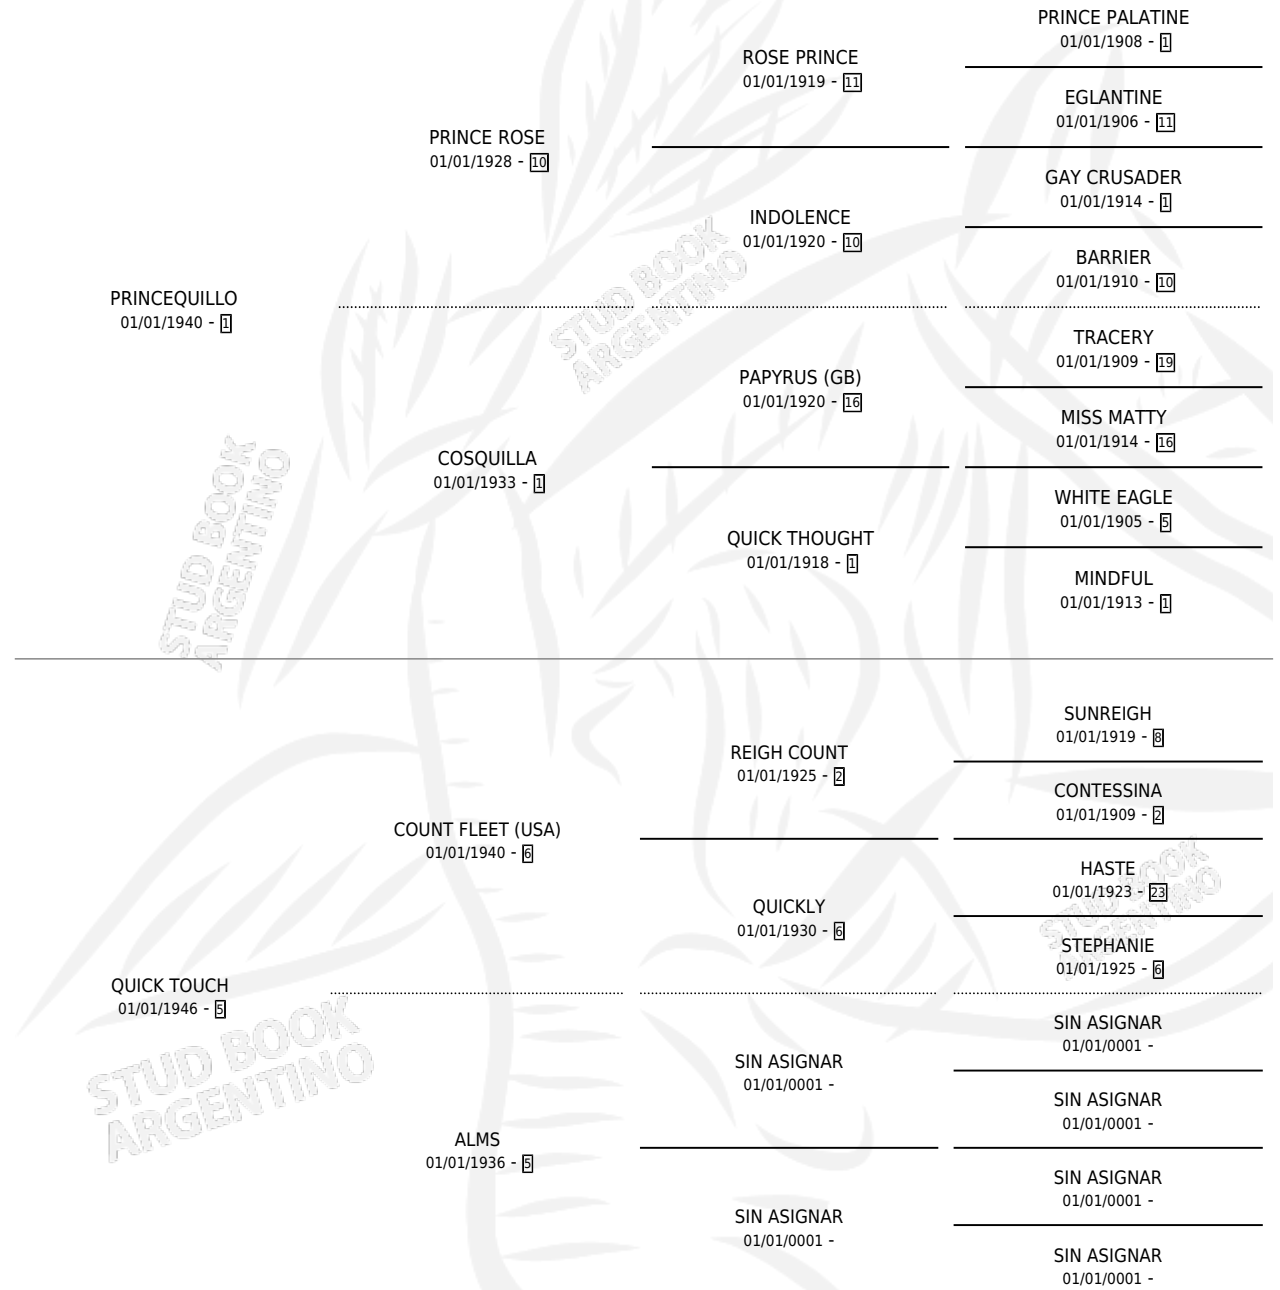 PRINCE PALATINE
01/01/1908 - 1
ROSE PRINCE
01/01/1919 - 11
EGLANTINE
01/01/1906 - 11
PRINCE ROSE
01/01/1928 - 10
GAY CRUSADER
01/01/1914 - 1
INDOLENCE
01/01/1920 - 10
BARRIER
01/01/1910 - 10
PRINCEQUILLO
01/01/1940 - 1
TRACERY
01/01/1909 - 19
PAPYRUS (GB)
01/01/1920 - 16
MISS MATTY
01/01/1914 - 16
COSQUILLA
01/01/1933 - 1
WHITE EAGLE
01/01/1905 - 5
QUICK THOUGHT
01/01/1918 - 1
MINDFUL
01/01/1913 - 1
SUNREIGH
01/01/1919 - 8
REIGH COUNT
01/01/1925 - 2
CONTESSINA
01/01/1909 - 2
COUNT FLEET (USA)
01/01/1940 - 6
HASTE
01/01/1923 - 23
QUICKLY
01/01/1930 - 6
STEPHANIE
01/01/1925 - 6
QUICK TOUCH
01/01/1946 - 5
SIN ASIGNAR
01/01/0001 -
SIN ASIGNAR
01/01/0001 -
SIN ASIGNAR
01/01/0001 -
ALMS
01/01/1936 - 5
SIN ASIGNAR
01/01/0001 -
SIN ASIGNAR
01/01/0001 -
SIN ASIGNAR
01/01/0001 -
STUD BOOK
ARGENTINO
STUD BOOK
ARGENTINO
STUD BOOK
ARGENTINO
STUD BOOK
ARGENTINO